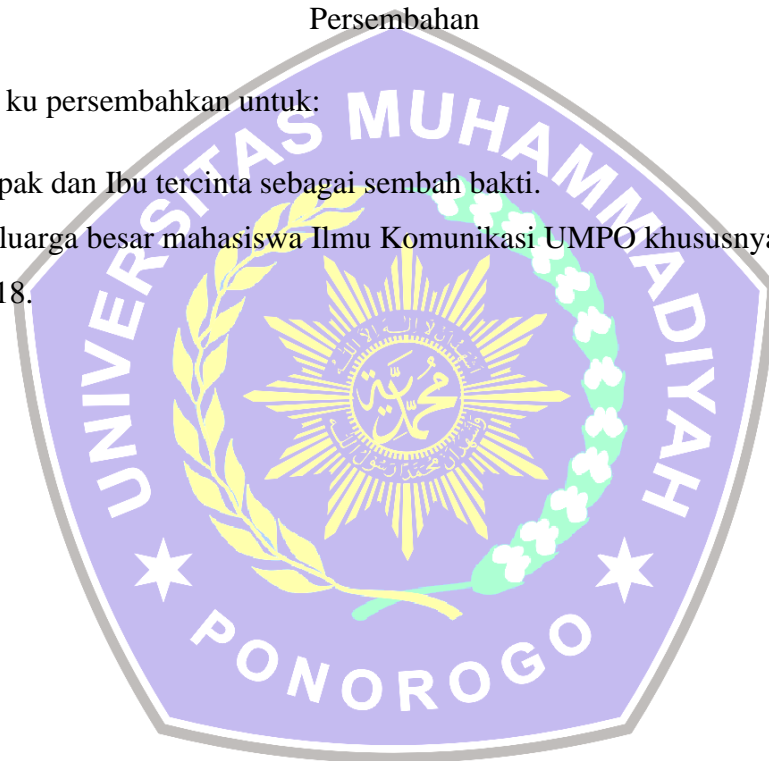 Persembahan
ku persembahkan untuk:
pak dan Ibu tercinta sebagai sembah bakti.
luarga besar mahasiswa Ilmu Komunikasi UMPO khususnya
18.
UNIVERSITAS MUHAMMADIYAH
محمدية
PONOROGO